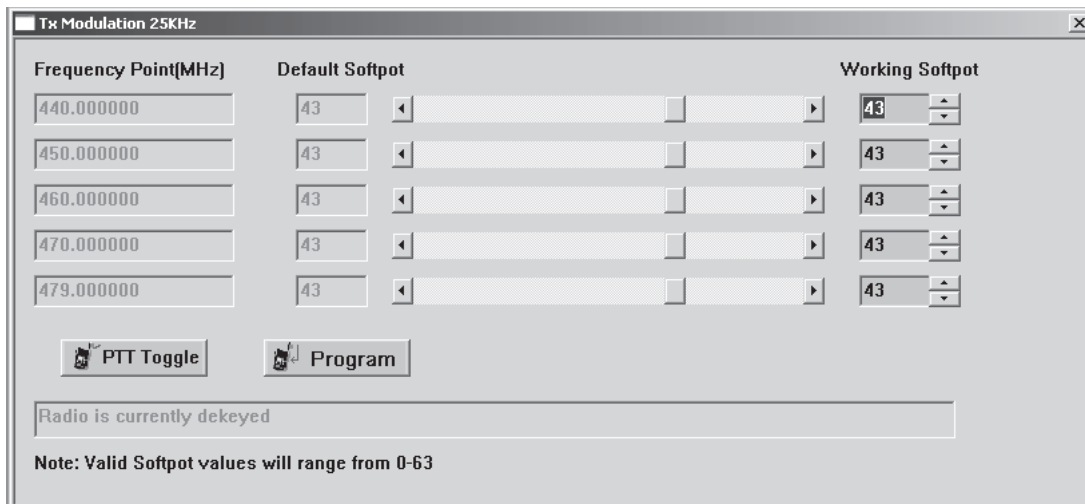 Tx Modulation 25KHz
Frequency Point(MHz) Default Softpot Working Softpot
440.000000 43 43
450.000000 43 43
460.000000 43 43
470.000000 43 43
479.000000 43 43
PTT Toggle Program
Radio is currently dekeyed
Note: Valid Softpot values will range from 0-63